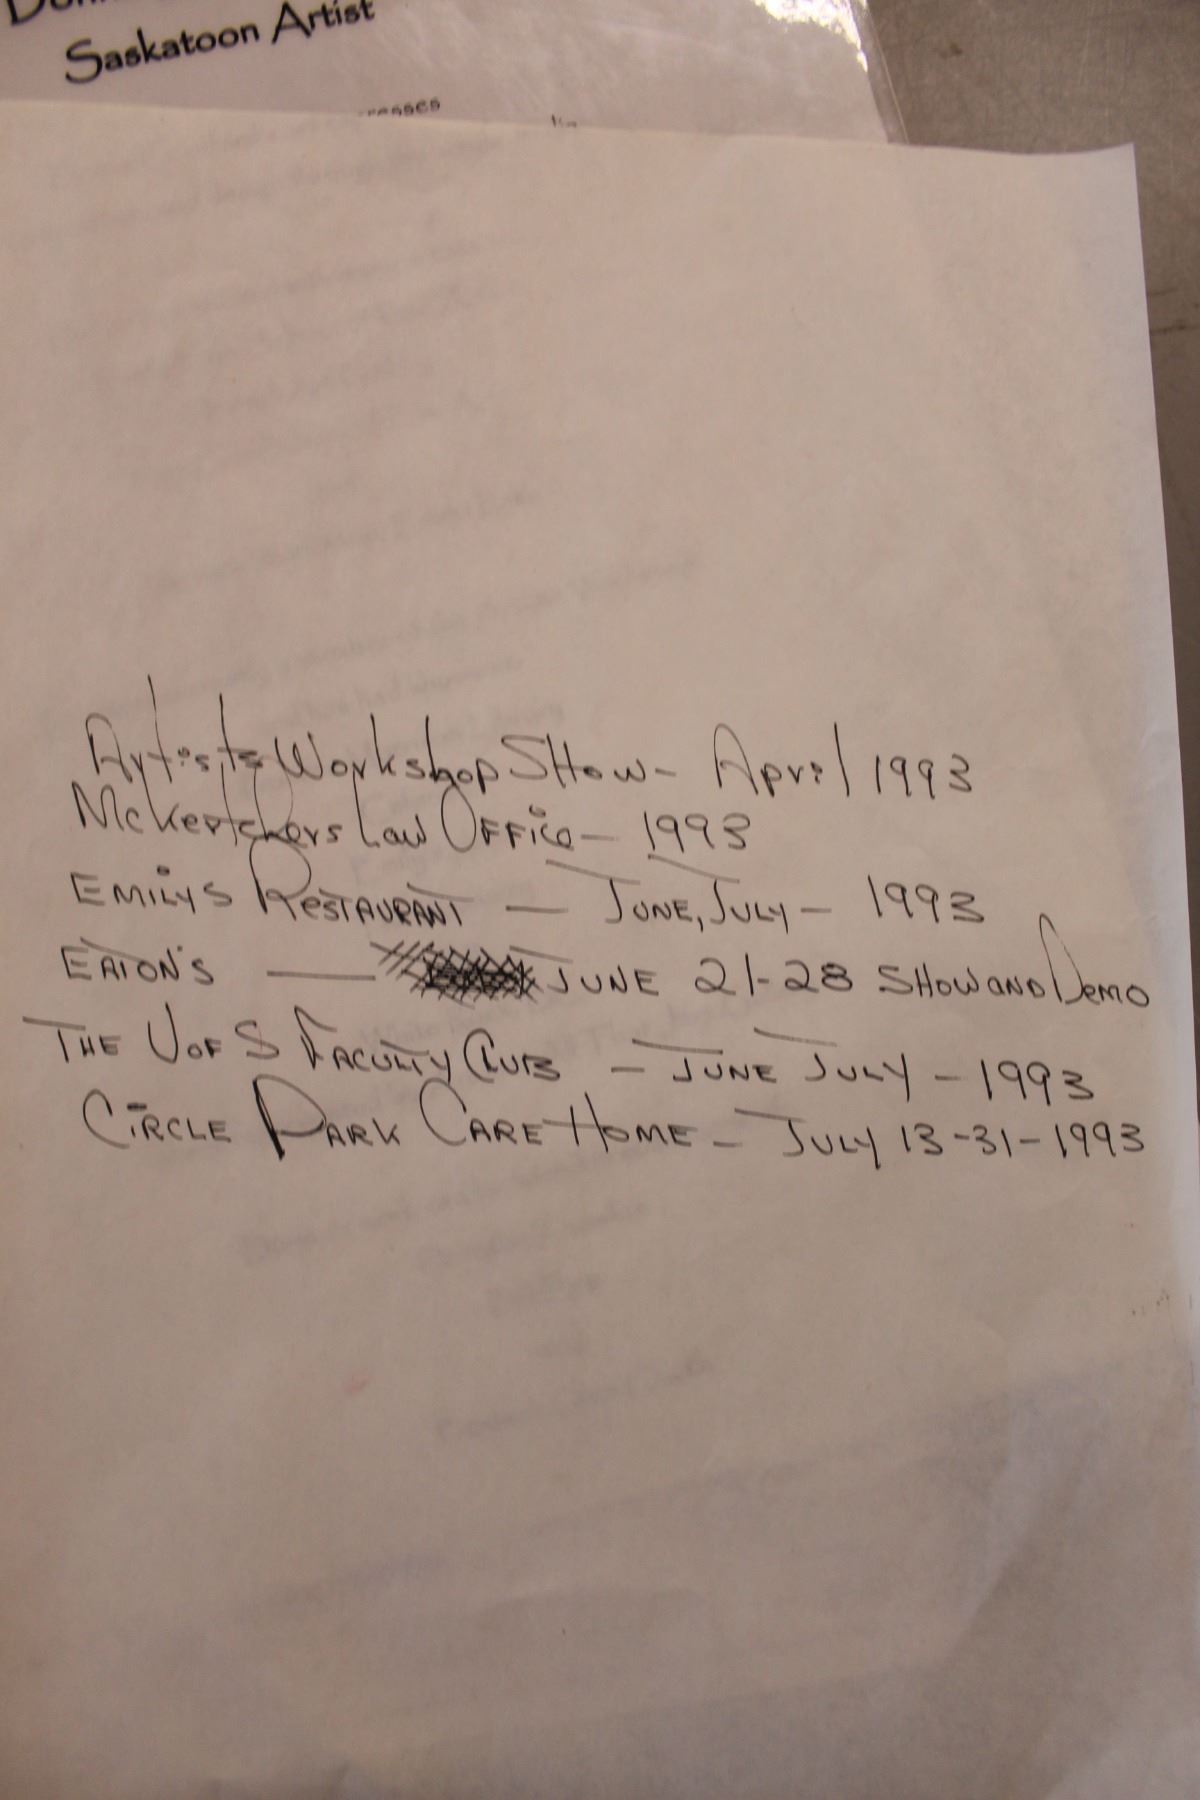 Saskatoon Artist
Artists Workshop Show - April 1993
McKerchers Law Office - 1993
EMILYS RESTAURANT — JUNE, JULY - 1993
EATON'S — JUNE 21-28 SHOW AND DEMO
THE U OF S FACULTY CLUB - JUNE JULY - 1993
CIRCLE PARK CARE HOME - JULY 13-31-1993